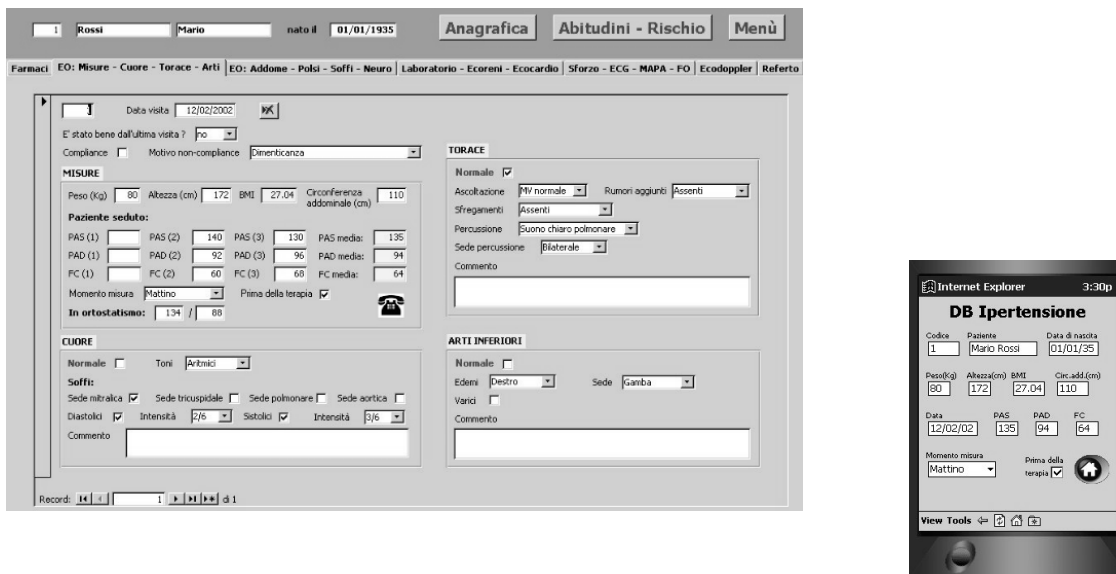 1 Rossi Mario nato il 01/01/1935 Anagrafica Abitudini - Rischio Menù
Farmaci EO: Misure - Cuore - Torace - Arti EO: Addome - Polsi - Soffi - Neuro Laboratorio - Ecoreni - Ecocardio Sforzo - ECG - MAPA - FO Ecodoppler Referto
1 Data visita 12/02/2002
E' stato bene dall'ultima visita ? no
Compliance Motivo non-compliance Dimenticanza
MISURE
Peso (Kg) 80 Altezza (cm) 172 BMI 27.04 Circonferenza addominale (cm) 110
Paziente seduto:
PAS (1) PAS (2) 140 PAS (3) 130 PAS media: 135
PAD (1) PAD (2) 92 PAD (3) 96 PAD media: 94
FC (1) FC (2) 60 FC (3) 68 FC media: 64
Momento misura Mattino Prima della terapia
In ortostatismo: 134 / 88
CUORE
Normale Toni Aritmici
Soffi:
Sede mitralica Sede tricuspidale Sede polmonare Sede aortica
Diastolici Intensità 2/6 Sistolici Intensità 3/6
Commento
TORACE
Normale
Ascoltazione MV normale Rumori aggiunti Assenti
Sfregamenti Assenti
Percussione Suono chiaro polmonare
Sede percussione Bilaterale
Commento
ARTI INFERIORI
Normale
Edemi Destro Sede Gamba
Varici
Commento
Record: 1 di 1
Internet Explorer 3:30p
DB Ipertensione
Codice Paziente Data di nascita
1 Mario Rossi 01/01/35
Peso(Kg) Altezza(cm) BMI Circ.add.(cm)
80 172 27.04 110
Data PAS PAD FC
12/02/02 135 94 64
Momento misura Prima della
Mattino terapia
View Tools